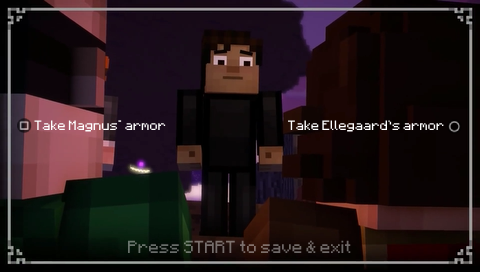 Take Magnus" armor
Take Ellegaard's armor
Press START to save & exit